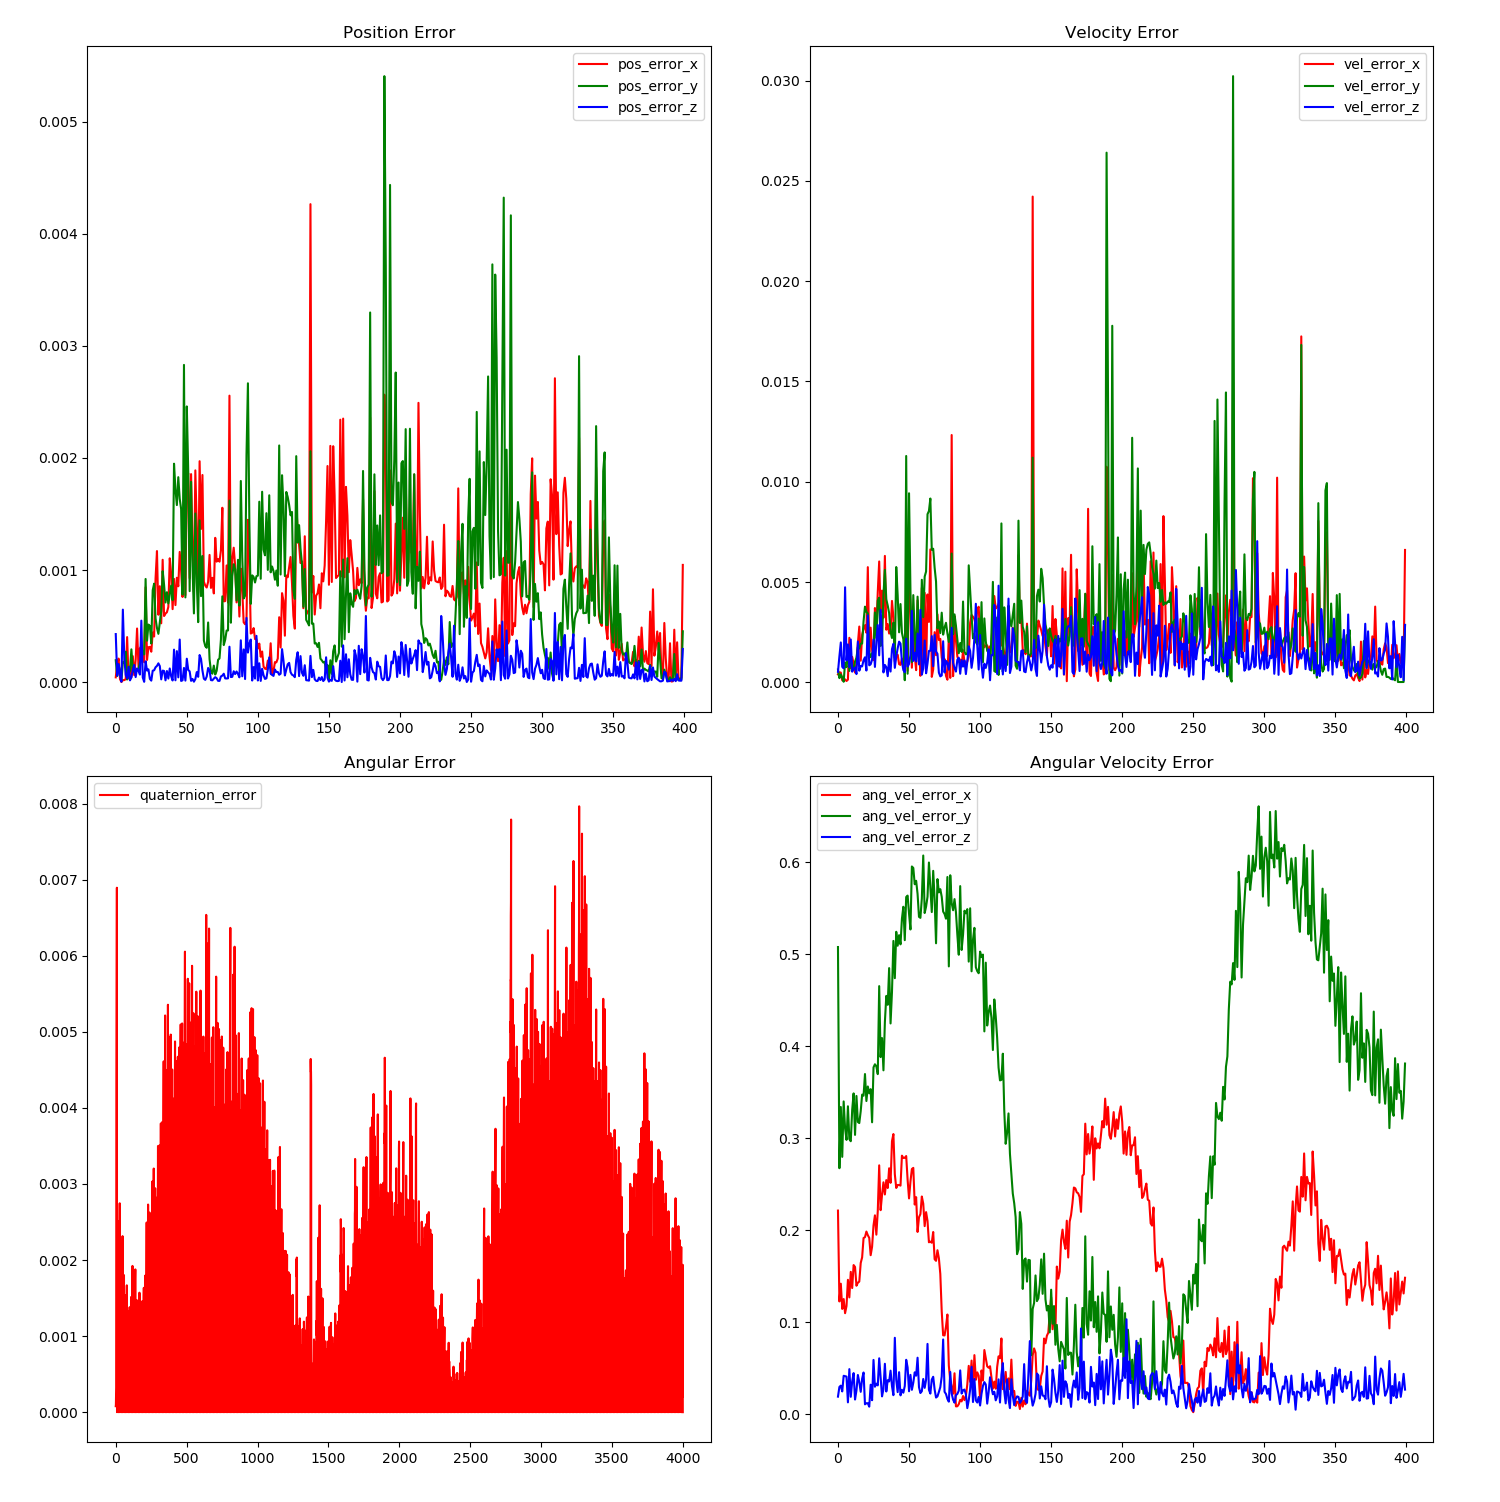 Position Error
pos_error_x
pos_error_y
pos_error_z
0.005
0.004
0.003
0.002
0.001
0.000
0 50 100 150 200 250 300 350 400
Velocity Error
vel_error_x
vel_error_y
vel_error_z
0.030
0.025
0.020
0.015
0.010
0.005
0.000
0 50 100 150 200 250 300 350 400
Angular Error
quaternion_error
0.008
0.007
0.006
0.005
0.004
0.003
0.002
0.001
0.000
0 500 1000 1500 2000 2500 3000 3500 4000
Angular Velocity Error
ang_vel_error_x
ang_vel_error_y
ang_vel_error_z
0.6
0.5
0.4
0.3
0.2
0.1
0.0
0 50 100 150 200 250 300 350 400